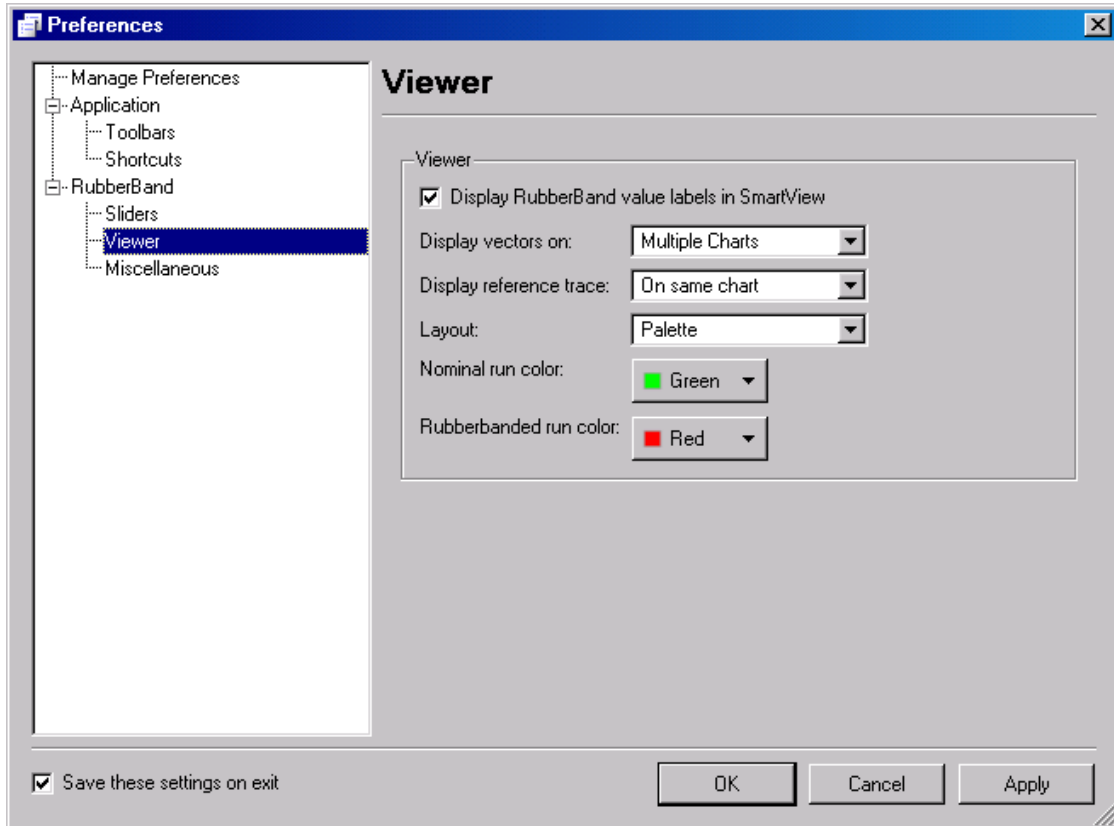 Preferences
Manage Preferences
Application
Toolbars
Shortcuts
RubberBand
Sliders
Viewer
Miscellaneous
Viewer
Viewer
Display RubberBand value labels in SmartView
Display vectors on: Multiple Charts
Display reference trace: On same chart
Layout: Palette
Nominal run color: Green
Rubberbanded run color: Red
Save these settings on exit
OK Cancel Apply